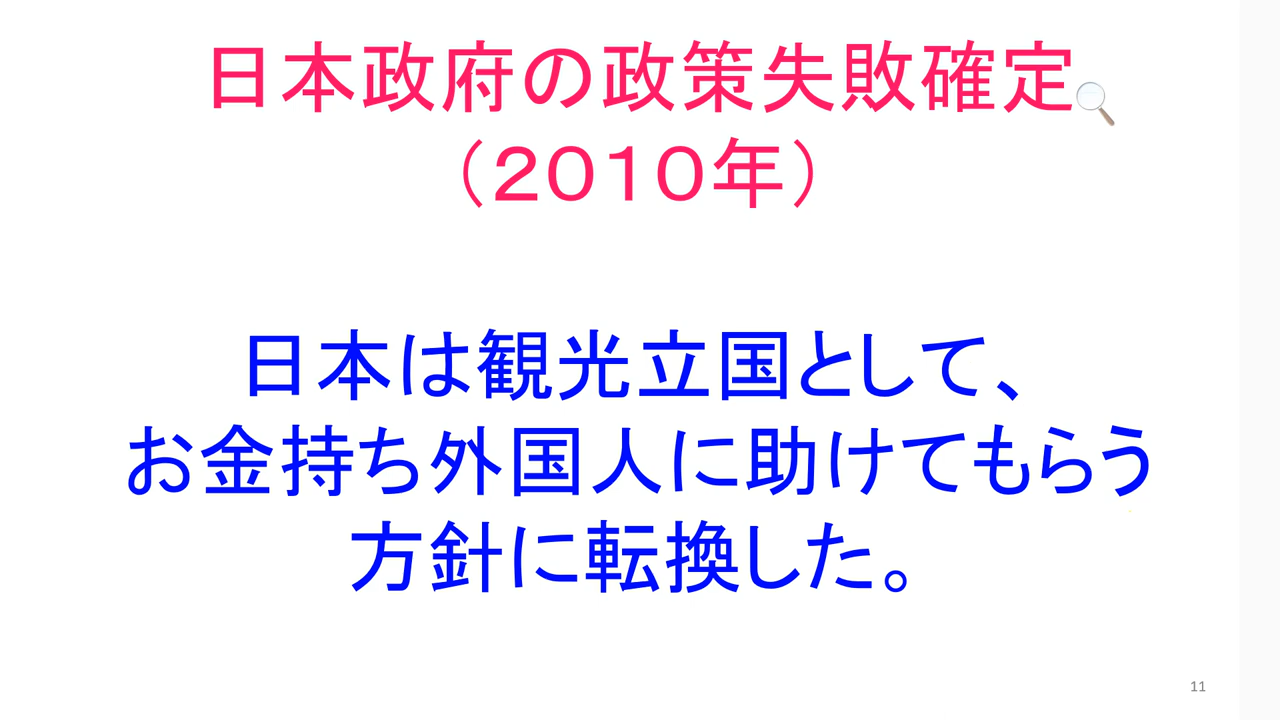 日本政府の政策失敗確定
（２０１０年）
日本は観光立国として、
お金持ち外国人に助けてもらう
方針に転換した。
11